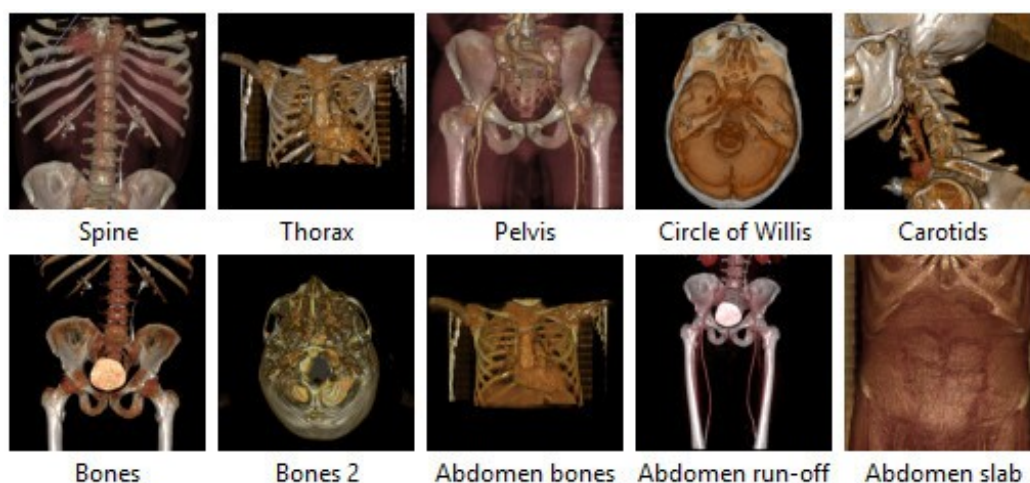 Spine
Thorax
Pelvis
Circle of Willis
Carotids
Bones
Bones 2
Abdomen bones
Abdomen run-off
Abdomen slab